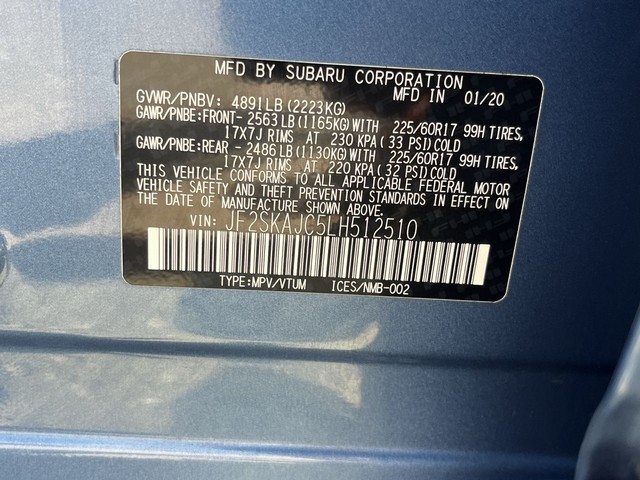 MFD BY SUBARU CORPORATION
MFD IN 01/20
GVWR/PNBV: 4891LB(2223KG)
GAWR/PNBE:FRONT- 2563LB(1165KG)WITH 225/60R17 99H TIRES,
17X7J RIMS AT 230 KPA(33 PSI)COLD
GAWR/PNBE:REAR - 2486LB(1130KG)WITH 225/60R17 99H TIRES,
17X7J RIMS AT 220 KPA(32 PSI)COLD
THIS VEHICLE CONFORMS TO ALL APPLICABLE FEDERAL MOTOR
VEHICLE SAFETY AND THEFT PREVENTION STANDARDS IN EFFECT ON
THE DATE OF MANUFACTURE SHOWN ABOVE.
VIN: JF2SKAJC5LH512510
TYPE:MPV/VTUM ICES/NMB-002